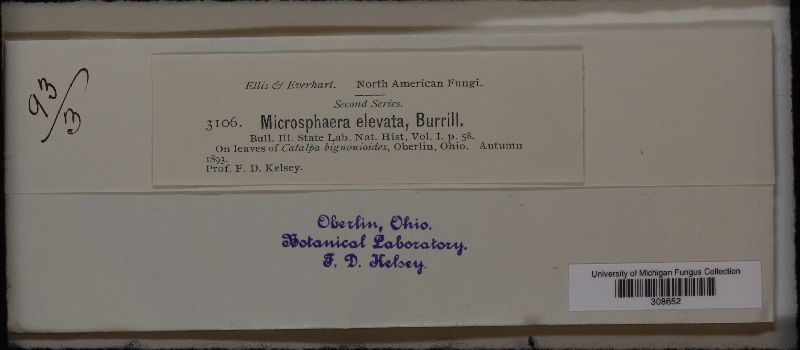 93/3
Ellis & Everhart. North American Fungi.
Second Series.
3106. Microsphaera elevata, Burrill.
Bull. Ill. State Lab. Nat. Hist, Vol. I. p. 58.
On leaves of Catalpa bignonioides, Oberlin, Ohio. Autumn
1893.
Prof. F. D. Kelsey.
Oberlin, Ohio.
Botanical Laboratory.
F. D. Kelsey.
University of Michigan Fungus Collection
308652